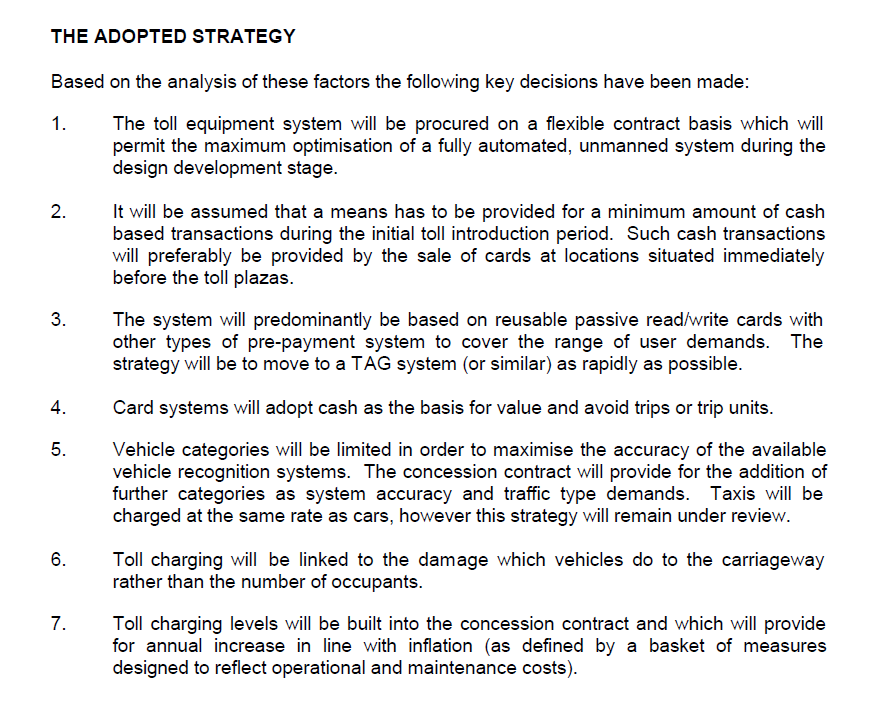 THE ADOPTED STRATEGY
Based on the analysis of these factors the following key decisions have been made:
1. The toll equipment system will be procured on a flexible contract basis which will
permit the maximum optimisation of a fully automated, unmanned system during the
design development stage.
2. It will be assumed that a means has to be provided for a minimum amount of cash
based transactions during the initial toll introduction period. Such cash transactions
will preferably be provided by the sale of cards at locations situated immediately
before the toll plazas.
3. The system will predominantly be based on reusable passive read/write cards with
other types of pre-payment system to cover the range of user demands. The
strategy will be to move to a TAG system (or similar) as rapidly as possible.
4. Card systems will adopt cash as the basis for value and avoid trips or trip units.
5. Vehicle categories will be limited in order to maximise the accuracy of the available
vehicle recognition systems. The concession contract will provide for the addition of
further categories as system accuracy and traffic type demands. Taxis will be
charged at the same rate as cars, however this strategy will remain under review.
6. Toll charging will be linked to the damage which vehicles do to the carriageway
rather than the number of occupants.
7. Toll charging levels will be built into the concession contract and which will provide
for annual increase in line with inflation (as defined by a basket of measures
designed to reflect operational and maintenance costs).